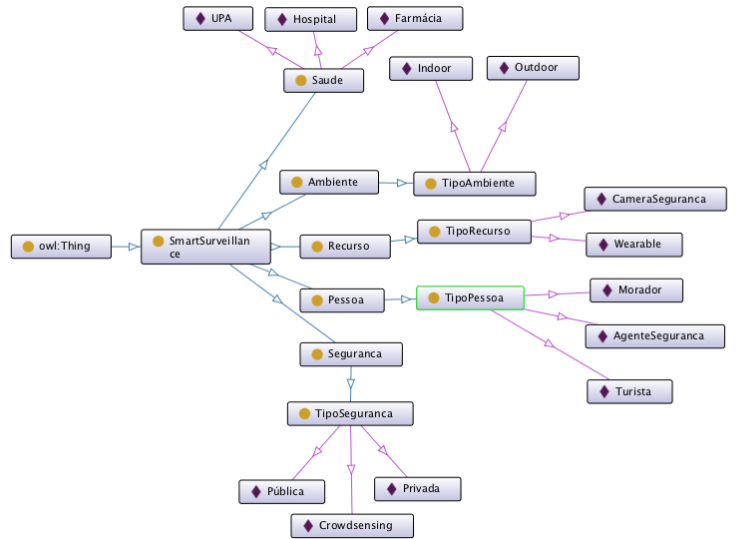 UPA
Hospital
Farmácia
Saude
Indoor
Outdoor
Ambiente
TipoAmbiente
CameraSeguranca
TipoRecurso
owl:Thing
SmartSurveillan
ce
Recurso
Wearable
Pessoa
TipoPessoa
Morador
AgenteSeguranca
Seguranca
Turista
TipoSeguranca
Pública
Privada
Crowdsensing